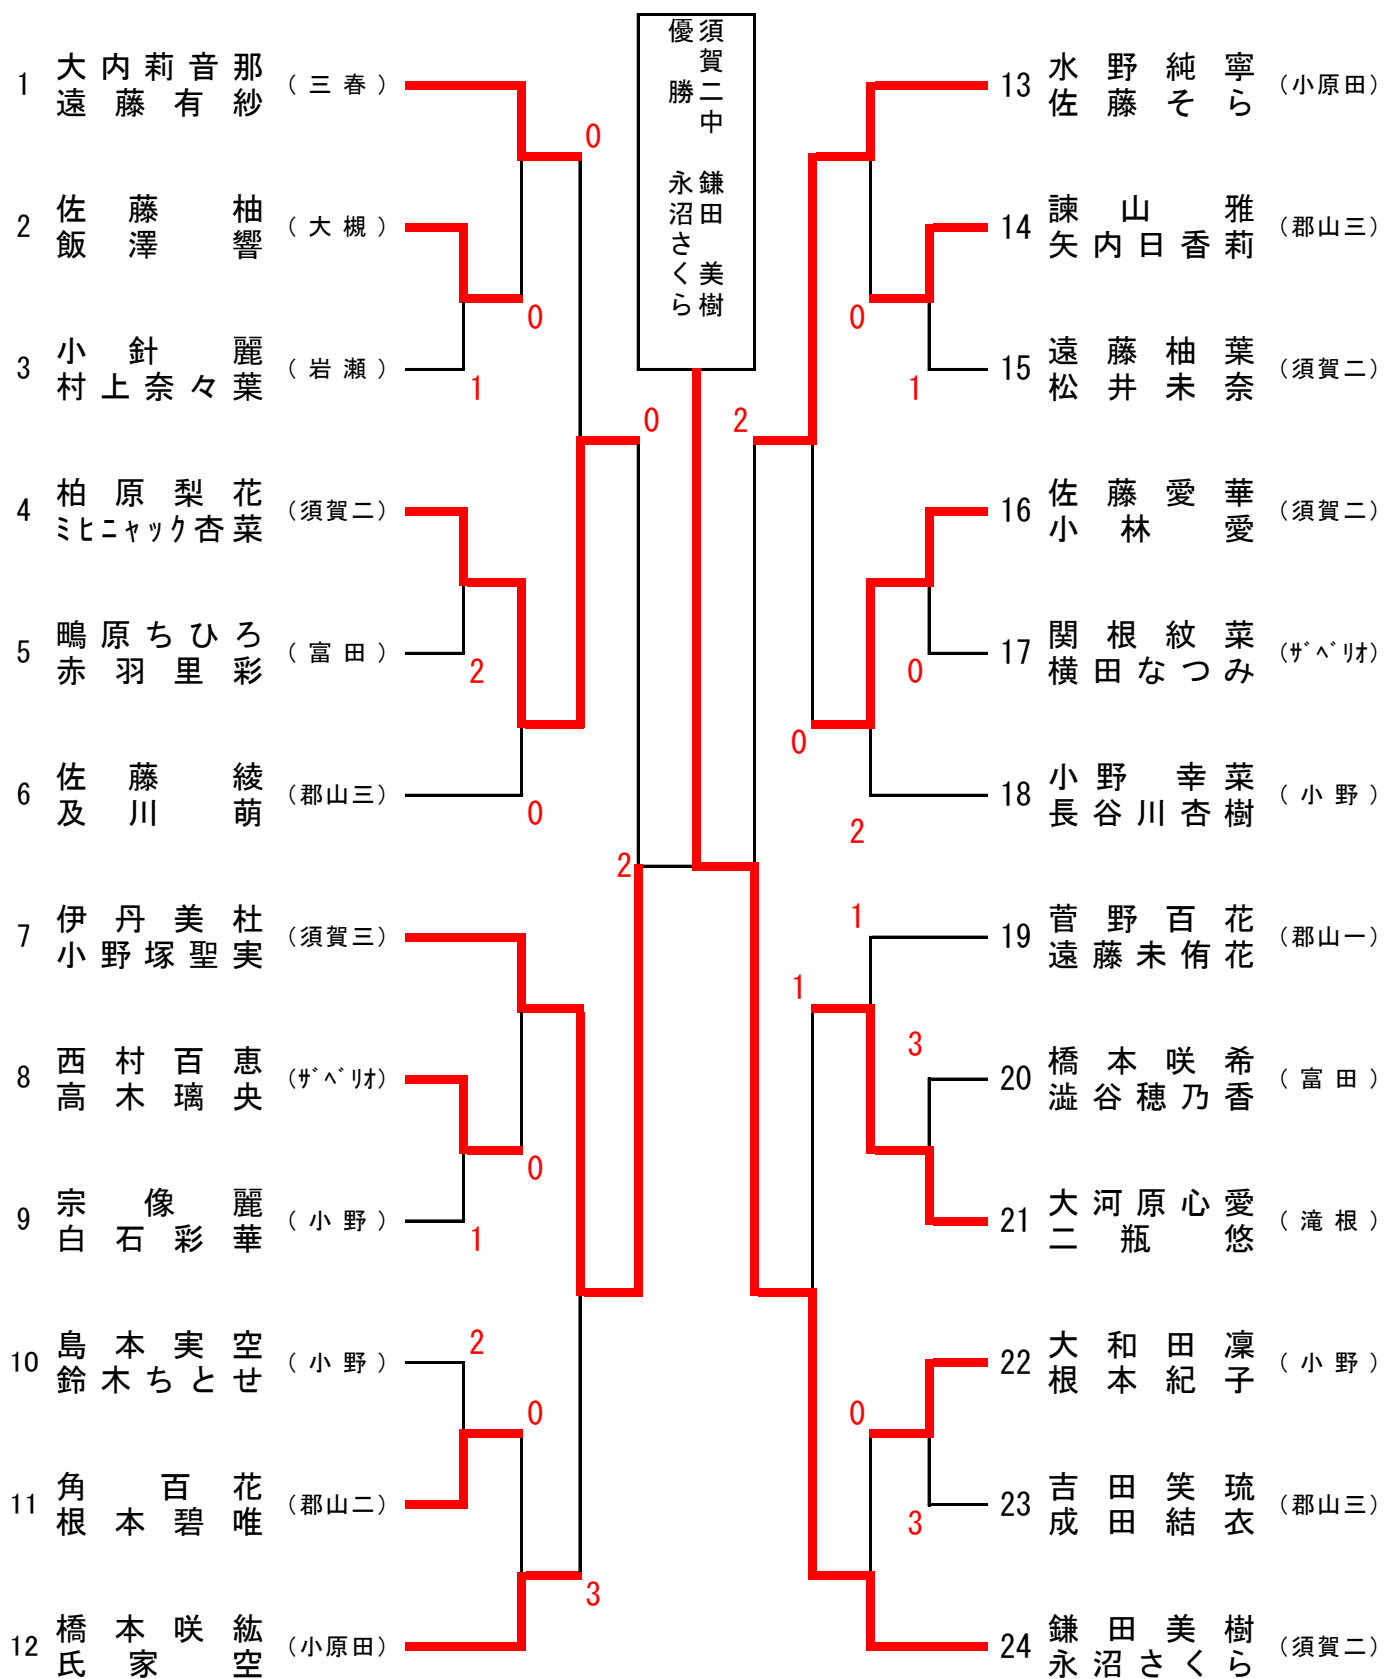 優勝
須賀二中 鎌田 美樹
永沼さくら
1 大内莉音那 (三春)
遠藤有紗
2 佐藤柚 (大槻)
飯澤響
3 小針麗 (岩瀬)
村上奈々葉
4 柏原梨花 (須賀二)
ミヒニャック杏菜
5 鴫原ちひろ (富田)
赤羽里彩
6 佐藤綾 (郡山三)
及川萌
7 伊丹美杜 (須賀三)
小野塚聖実
8 西村百恵 (ザベリオ)
高木璃央
9 宗像麗 (小野)
白石彩華
10 島本実空 (小野)
鈴木ちとせ
11 角百花 (郡山二)
根本碧唯
12 橋本咲紘 (小原田)
氏家空
0
0
1
0
2
0
2
0
1
2
0
3
13 水野純寧 (小原田)
佐藤そら
14 諫山雅 (郡山三)
矢内日香莉
15 遠藤柚葉 (須賀二)
松井未奈
16 佐藤愛華 (須賀二)
小林愛
17 関根紋菜 (ザベリオ)
横田なつみ
18 小野幸菜 (小野)
長谷川杏樹
19 菅野百花 (郡山一)
遠藤未侑花
20 橋本咲希 (富田)
澁谷穂乃香
21 大河原心愛 (滝根)
二瓶悠
22 大和田凜 (小野)
根本紀子
23 吉田笑琉 (郡山三)
成田結衣
24 鎌田美樹 (須賀二)
永沼さくら
0
1
2
0
0
2
1
1
3
0
3